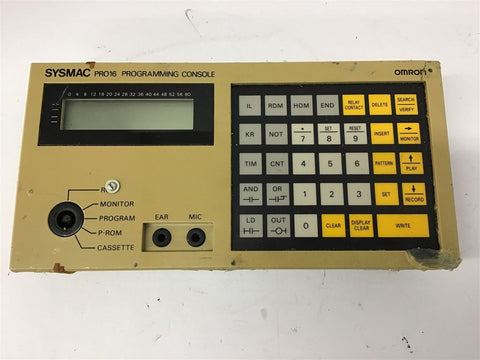 SYSMAC PRO16 PROGRAMMING CONSOLE
OMRON
0 4 8 12 16 20 24 28 32 36 40 44 48 52 56 60
IL RDM HDM END RELAY CONTACT DELETE SEARCH/VERIFY
KR NOT * 7 SET 8 RESET 9 INSERT → MONITOR
TIM CNT 4 5 6 PATTERN ↑ PLAY
AND OR 1 2 3 SET ↓ RECORD
LD OUT 0 CLEAR DISPLAY CLEAR WRITE
MONITOR
PROGRAM
P-ROM
CASSETTE
EAR MIC